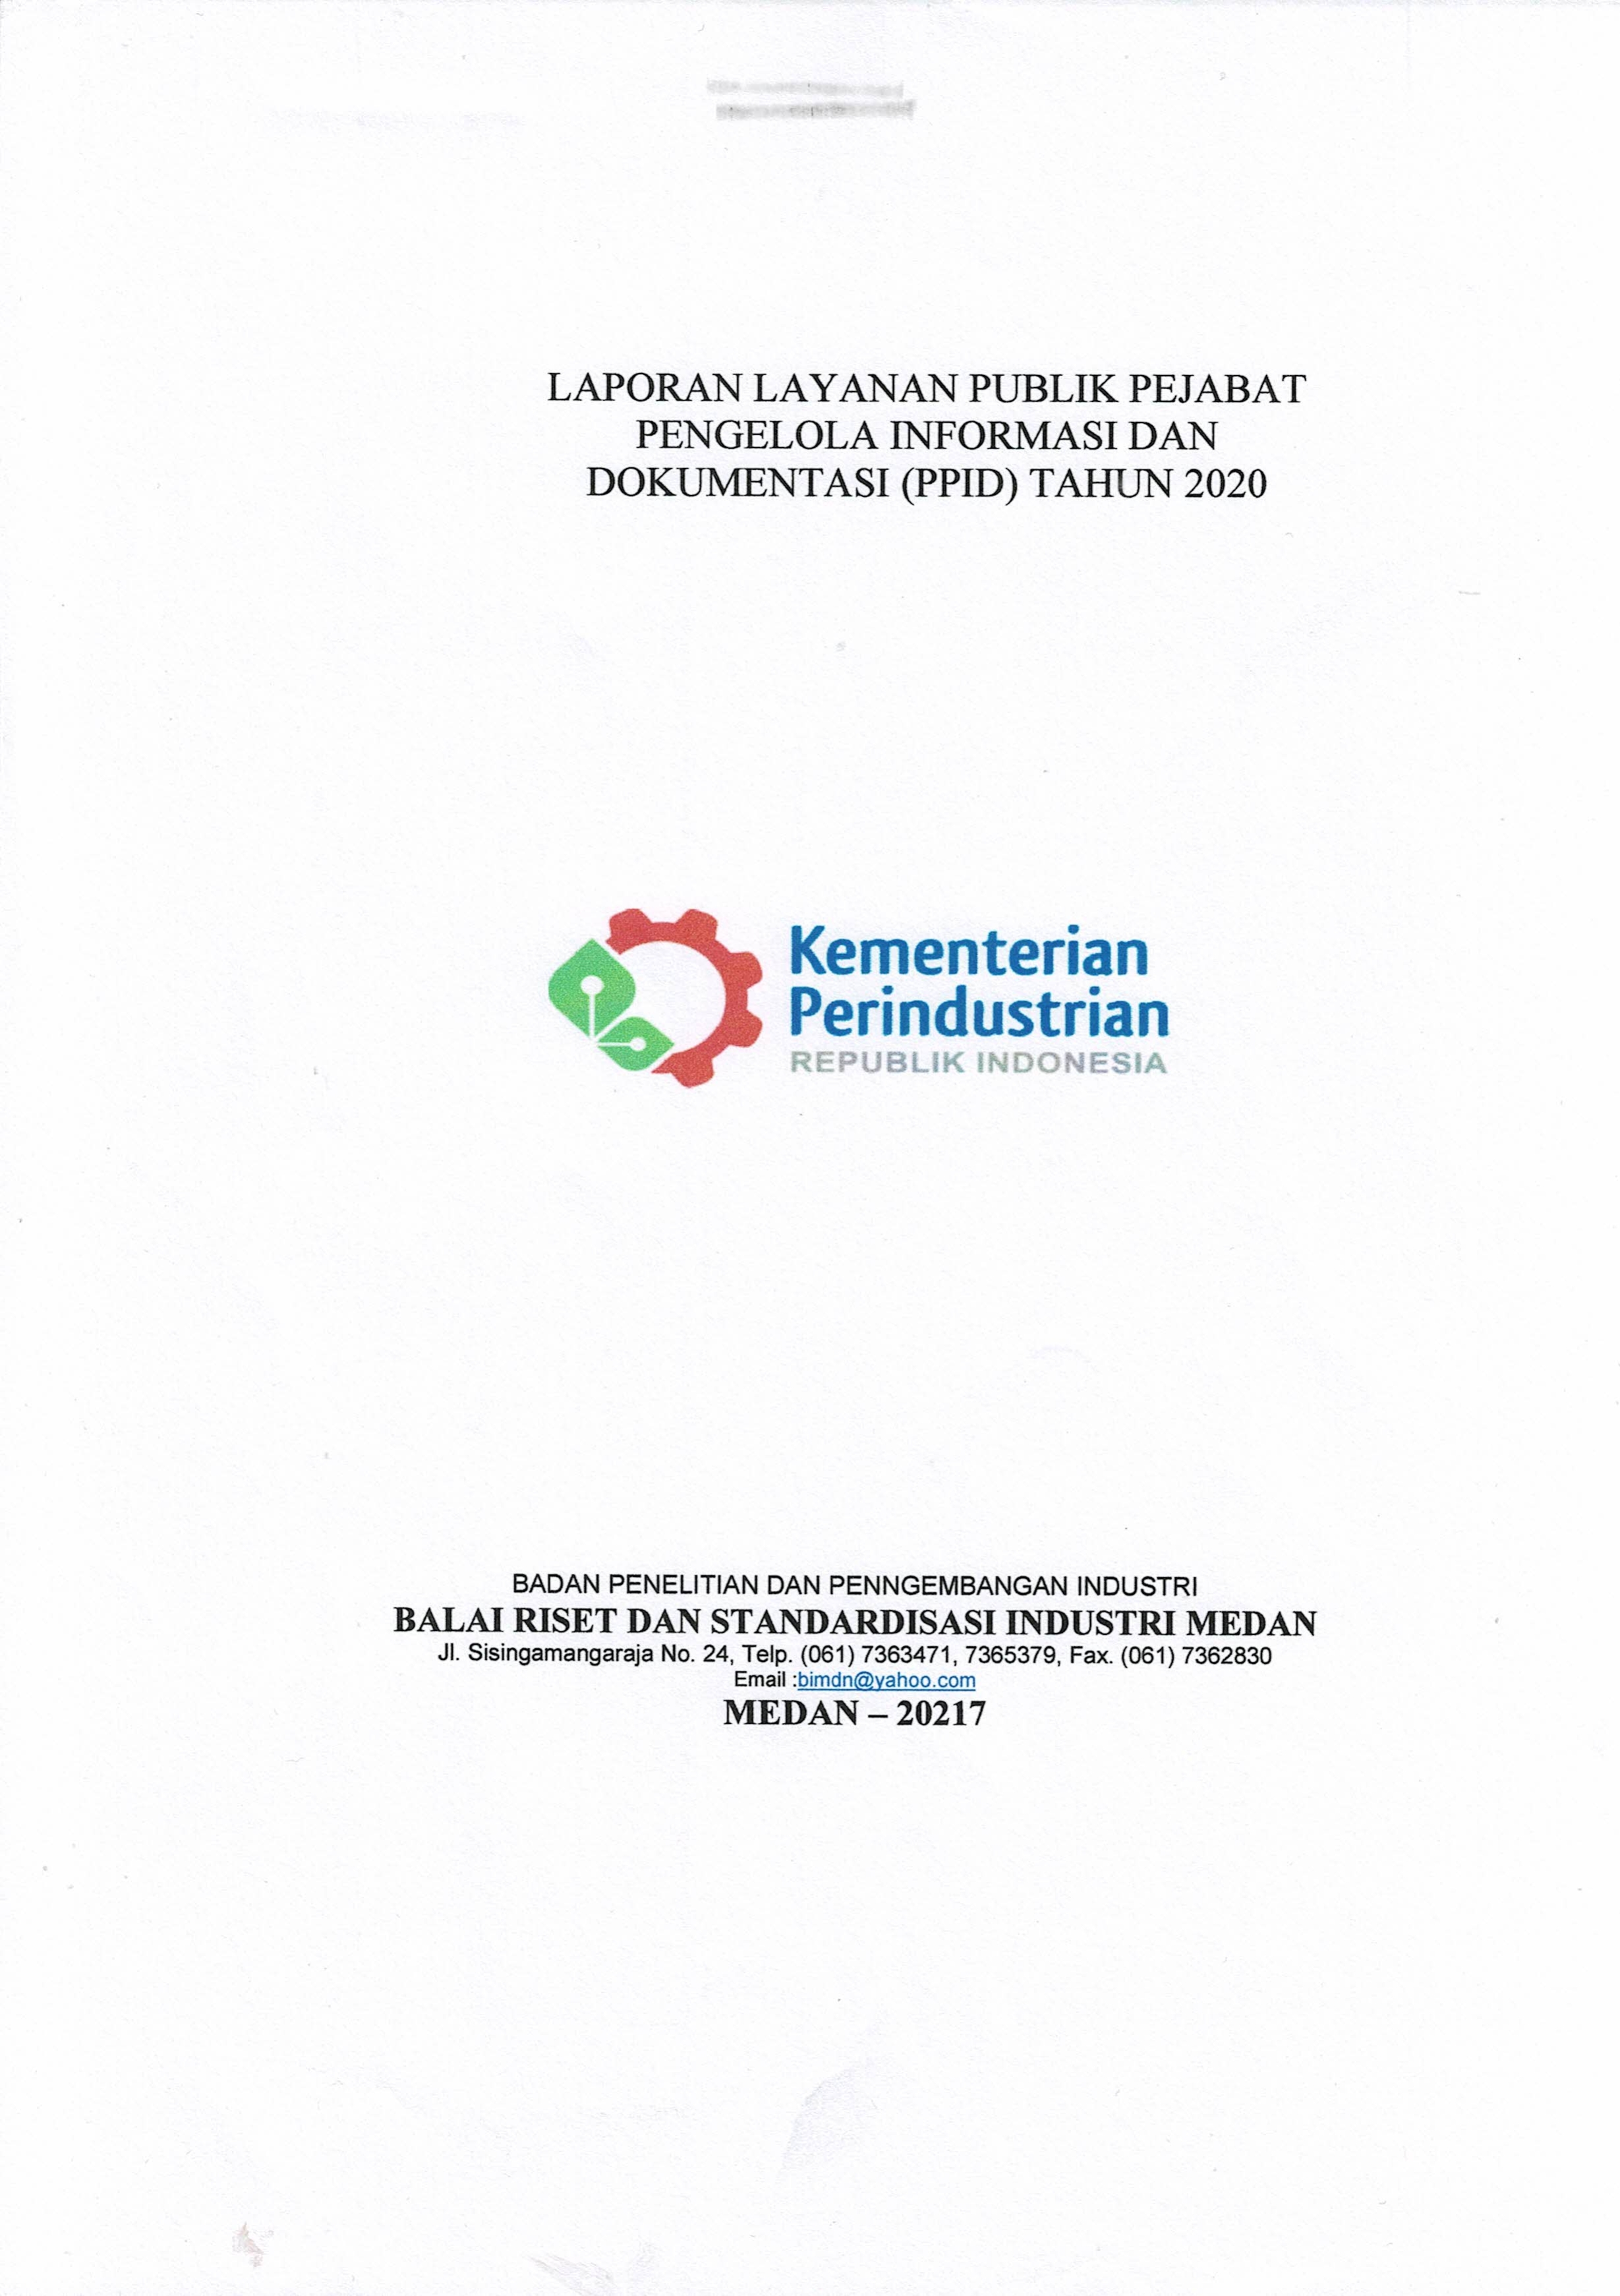 LAPORAN LAYANAN PUBLIK PEJABAT
PENGELOLA INFORMASI DAN
DOKUMENTASI (PPID) TAHUN 2020
Kementerian
Perindustrian
REPUBLIK INDONESIA
BADAN PENELITIAN DAN PENNGEMBANGAN INDUSTRI
BALAI RISET DAN STANDARDISASI INDUSTRI MEDAN
Jl. Sisingamangaraja No. 24, Telp. (061) 7363471, 7365379, Fax. (061) 7362830
Email :bimdn@yahoo.com
MEDAN – 20217